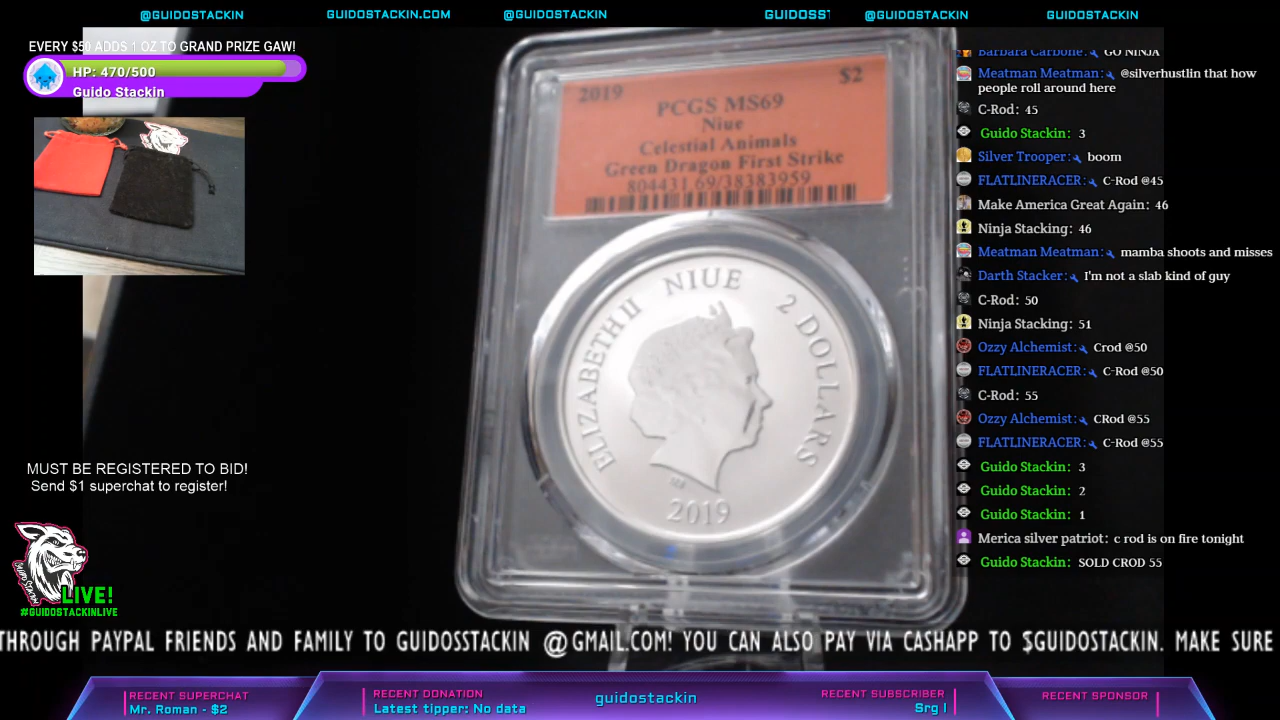 @GUIDOSTACKIN
GUIDOSTACKIN.COM
@GUIDOSTACKIN
GUIDOSST
@GUIDOSTACKIN
GUIDOSTACKIN
EVERY $50 ADDS 1 OZ TO GRAND PRIZE GAW!
HP: 470/500
Guido Stackin
2019
$2
PCGS MS69
Niue
Celestial Animals
Green Dragon First Strike
804431.69/38383959
ELIZABETH II NIUE 2 DOLLARS
2019
Barbara Carbone: GO NINJA
Meatman Meatman: @silverhustlin that how
people roll around here
C-Rod: 45
Guido Stackin: 3
Silver Trooper: boom
FLATLINERACER: C-Rod @45
Make America Great Again: 46
Ninja Stacking: 46
Meatman Meatman: mamba shoots and misses
Darth Stacker: I'm not a slab kind of guy
C-Rod: 50
Ninja Stacking: 51
Ozzy Alchemist: Crod @50
FLATLINERACER: C-Rod @50
C-Rod: 55
Ozzy Alchemist: CRod @55
FLATLINERACER: C-Rod @55
Guido Stackin: 3
Guido Stackin: 2
Guido Stackin: 1
Merica silver patriot: c rod is on fire tonight
Guido Stackin: SOLD CROD 55
MUST BE REGISTERED TO BID!
Send $1 superchat to register!
GUIDO STACKIN
LIVE!
#GUIDOSTACKINLIVE
THROUGH PAYPAL FRIENDS AND FAMILY TO GUIDOSSTACKIN @GMAIL.COM! YOU CAN ALSO PAY VIA CASHAPP TO $GUIDOSTACKIN. MAKE SURE
RECENT SUPERCHAT
Mr. Roman - $2
RECENT DONATION
Latest tipper: No data
guidostackin
RECENT SUBSCRIBER
Srg I
RECENT SPONSOR